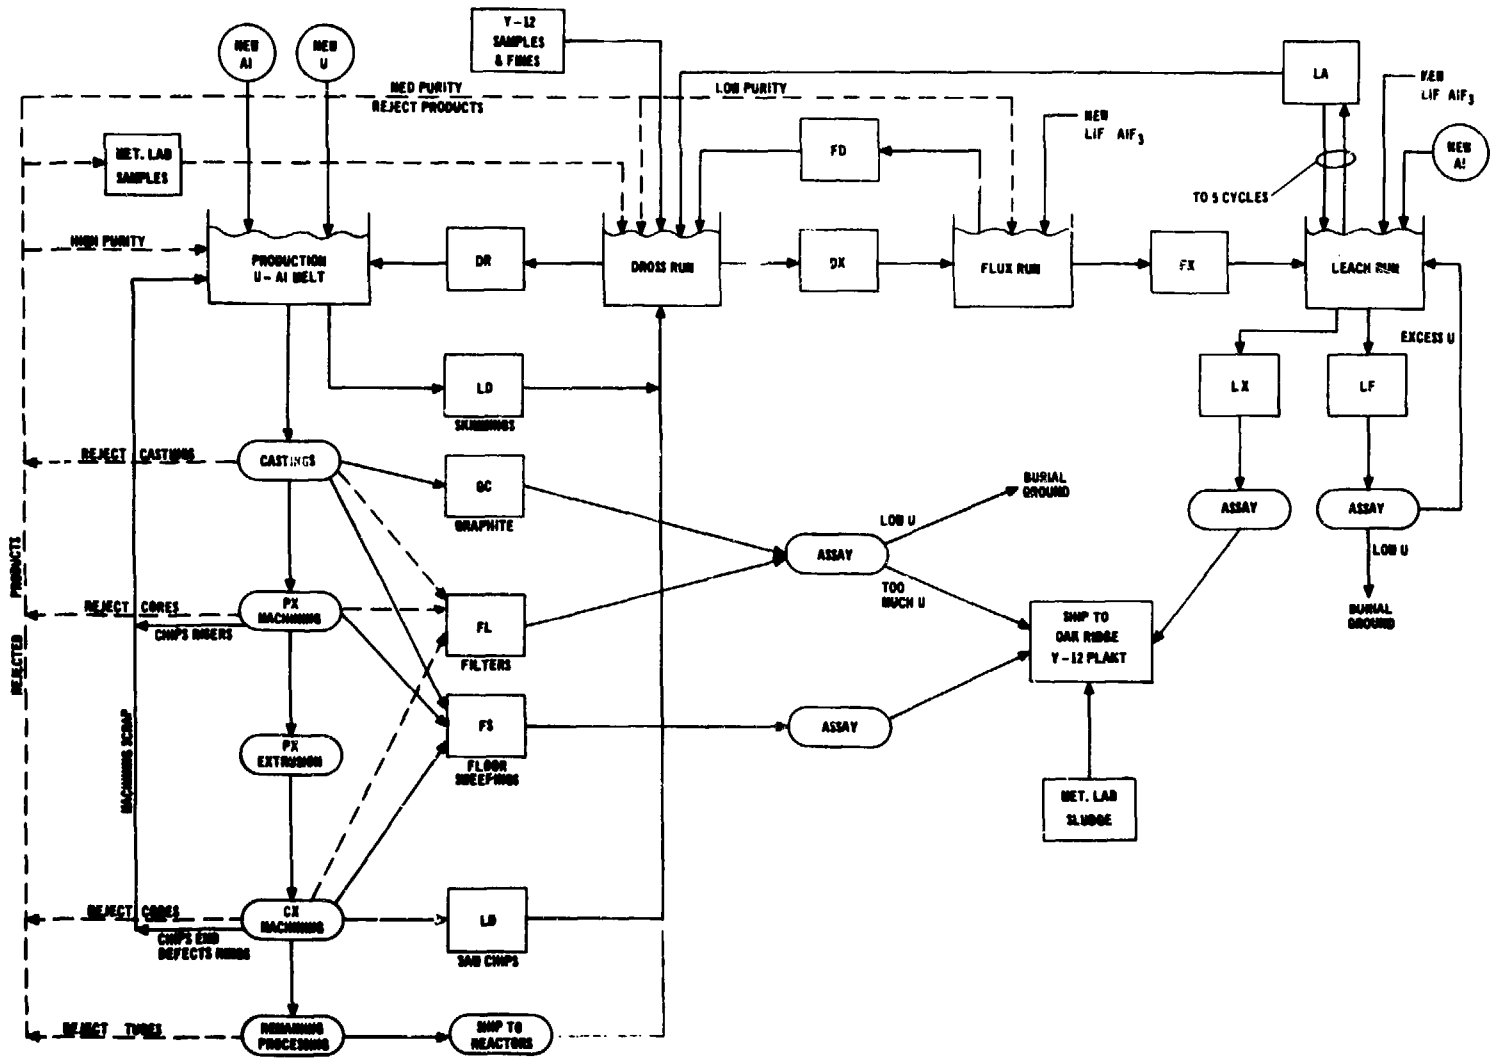 NEW
Al
NEW
U
Y-12
SAMPLES
& FINES
MED PURITY
REJECT PRODUCTS
LOW PURITY
LA
NEW
LiF AlF3
NEW
LiF AlF3
NEW
Al
MET. LAB
SAMPLES
FD
TO 5 CYCLES
HIGH PURITY
PRODUCTION
U-Al MELT
DR
DROSS RUN
DX
FLUX RUN
FX
LEACH RUN
EXCESS U
LD
SKIMMINGS
LX
LF
REJECT CASTINGS
CASTINGS
GC
GRAPHITE
BURIAL
GROUND
LOW U
ASSAY
ASSAY
ASSAY
LOW U
TOO
MUCH U
BURIAL
GROUND
REJECTED PRODUCTS
REJECT CORES
CHIPS RISERS
PX
MACHINING
FL
FILTERS
SHIP TO
OAK RIDGE
Y-12 PLANT
MACHINING SCRAP
PX
EXTRUSION
FS
FLOOR
SWEEPINGS
ASSAY
MET. LAB
SLUDGE
REJECT CORES
CHIPS END
DEFECTS
CX
MACHINING
SAW CHIPS
REJECT TUBES
REMAINING
PROCESSING
SHIP TO
REACTORS